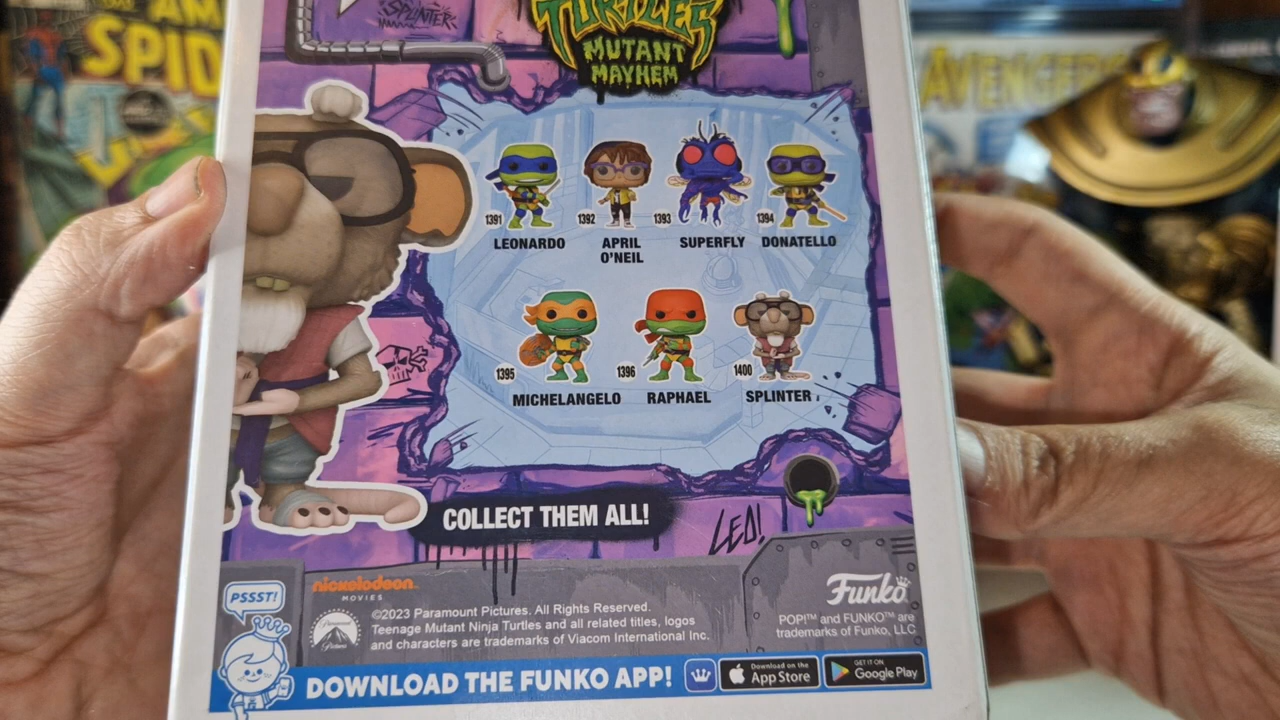 AM
SPID
SPLINTER
TURTLES
MUTANT
MAYHEM
AVENGERS
1391
LEONARDO
1392
APRIL
O'NEIL
1393
SUPERFLY
1394
DONATELLO
1395
MICHELANGELO
1396
RAPHAEL
1400
SPLINTER
COLLECT THEM ALL!
LEO!
PSSST!
nickelodeon
MOVIES
Paramount
Pictures
©2023 Paramount Pictures. All Rights Reserved.
Teenage Mutant Ninja Turtles and all related titles, logos
and characters are trademarks of Viacom International Inc.
Funko
POP!™ and FUNKO™ are
trademarks of Funko, LLC
DOWNLOAD THE FUNKO APP!
Download on the
App Store
GET IT ON
Google Play